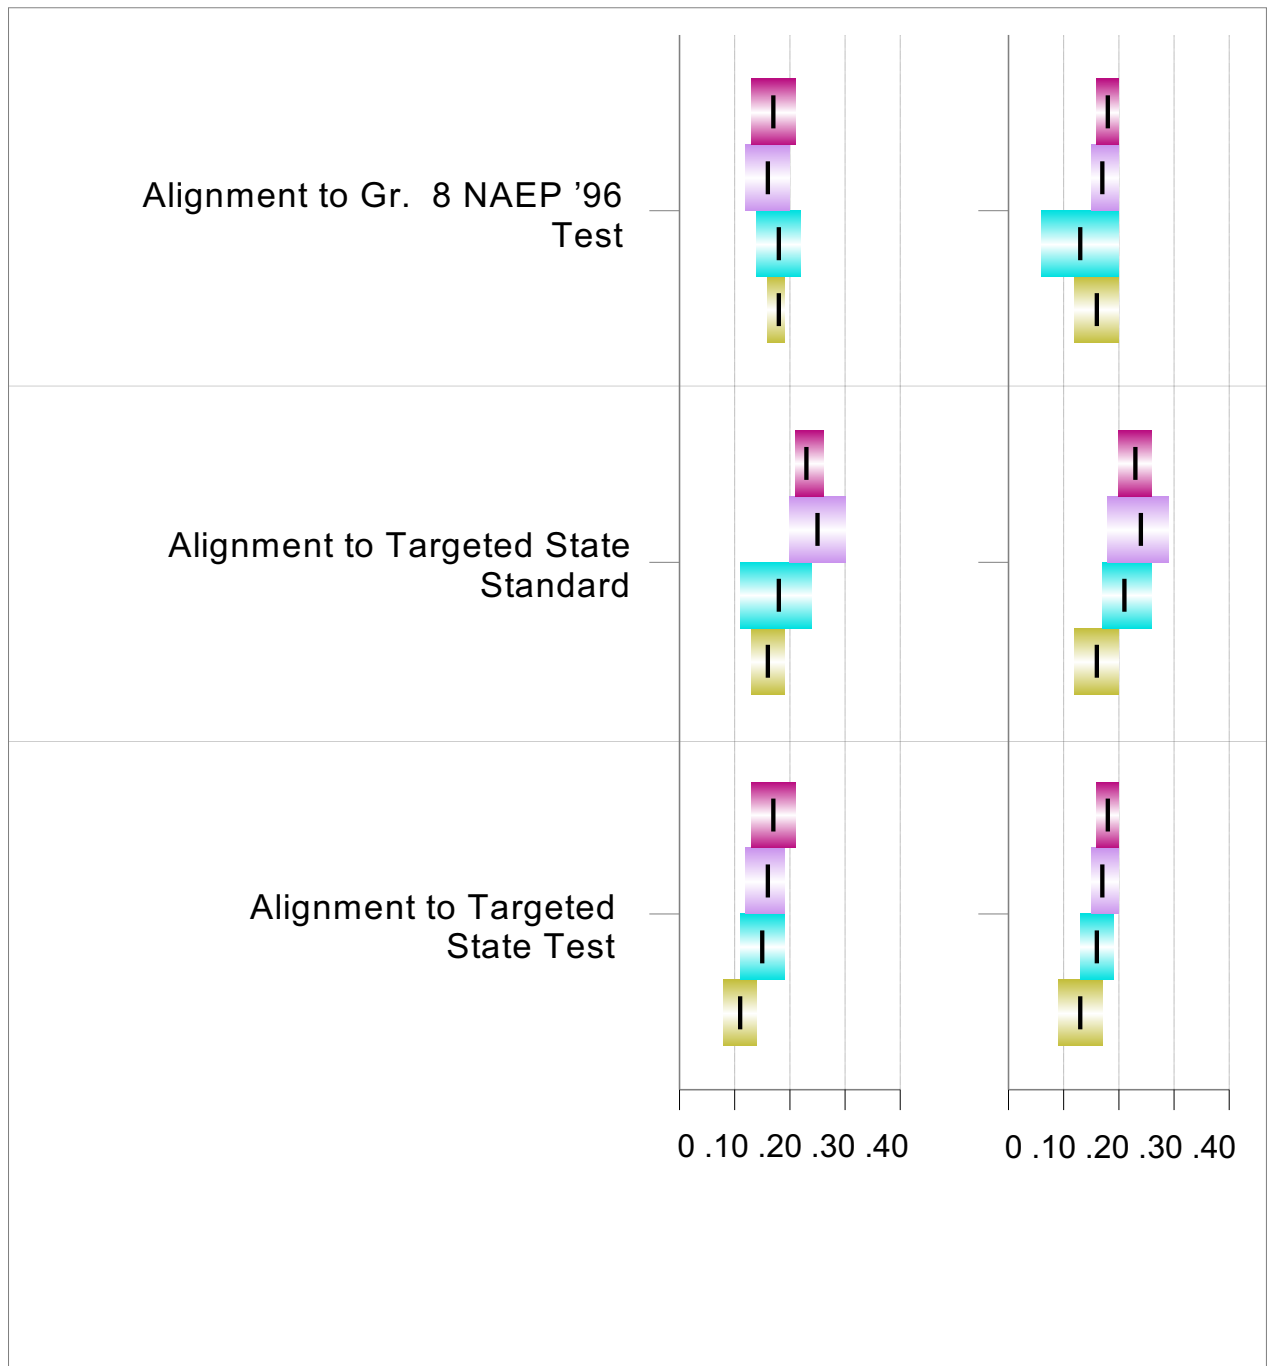 Alignment to Gr.  8 NAEP ’96
Test
Alignment to Targeted State
Standard
Alignment to Targeted
State Test
0 .10 .20 .30 .40
0 .10 .20 .30 .40